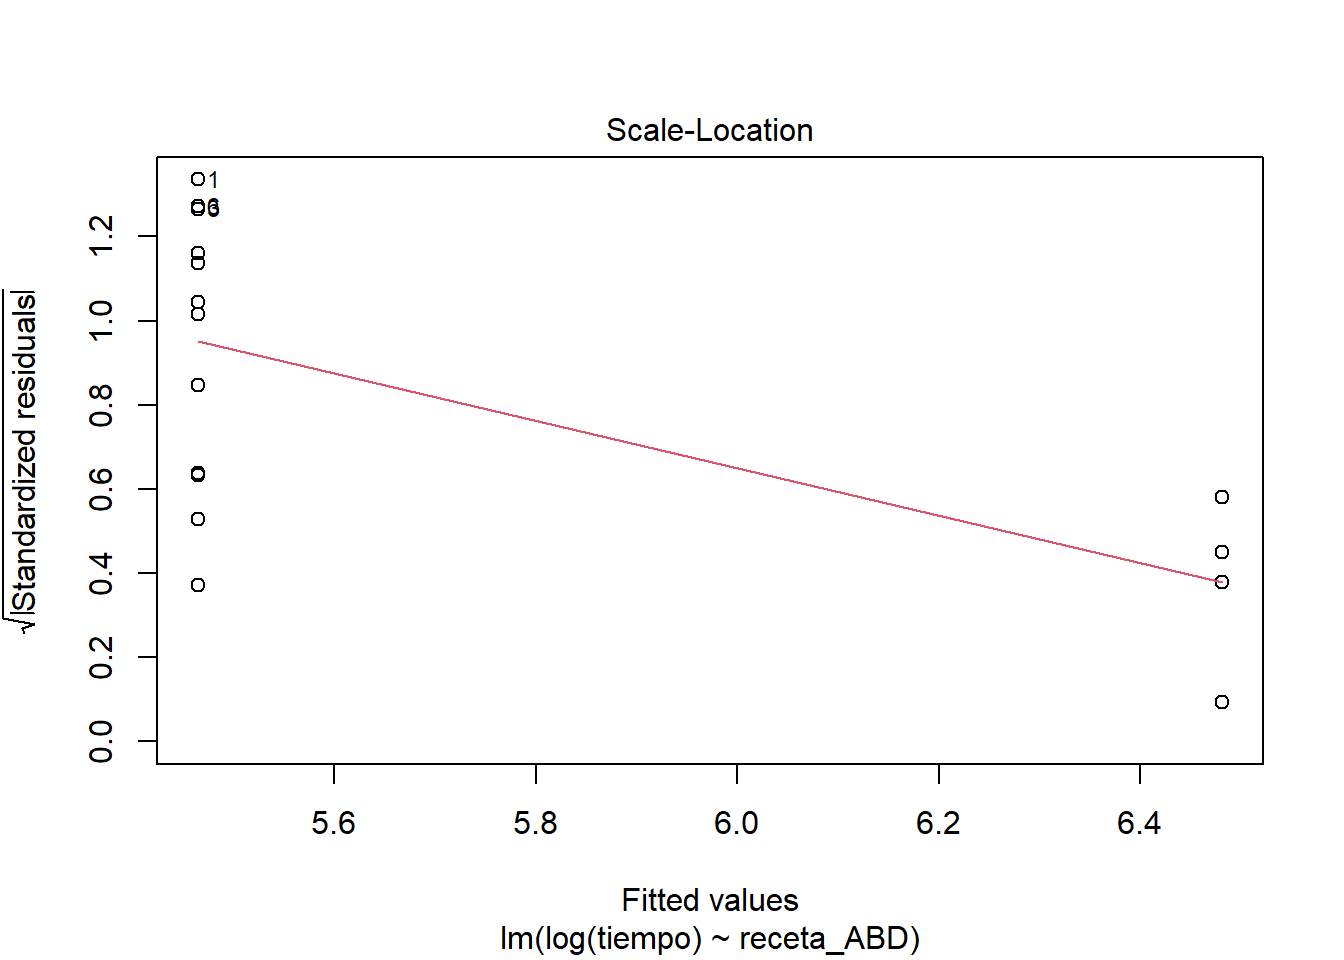 Scale-Location
√|Standardized residuals|
0.0 0.2 0.4 0.6 0.8 1.0 1.2
1
3
5.6 5.8 6.0 6.2 6.4
Fitted values
lm(log(tiempo) ~ receta_ABD)